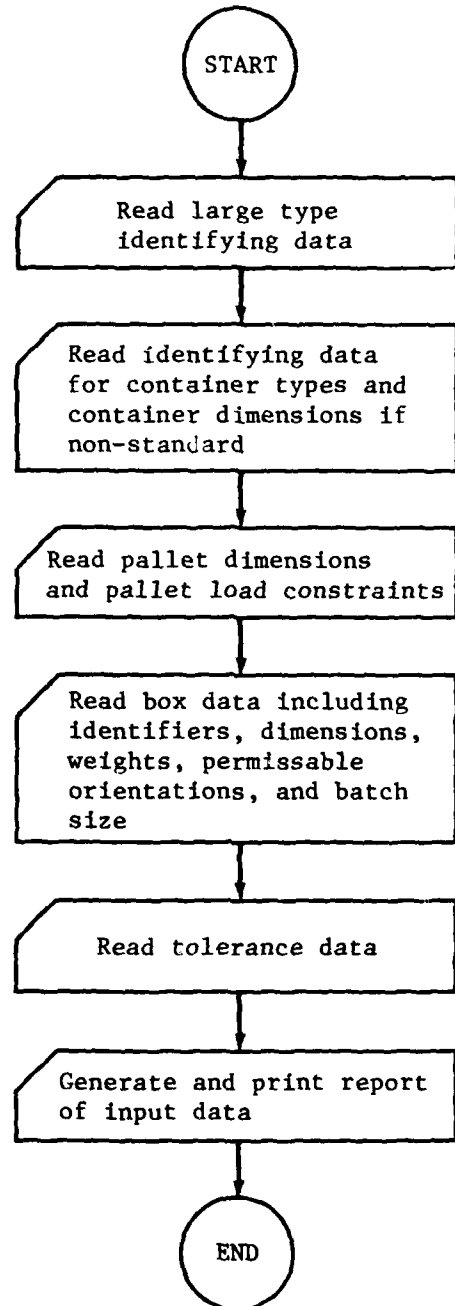 START
Read large type
identifying data
Read identifying data
for container types and
container dimensions if
non-standard
Read pallet dimensions
and pallet load constraints
Read box data including
identifiers, dimensions,
weights, permissable
orientations, and batch
size
Read tolerance data
Generate and print report
of input data
END